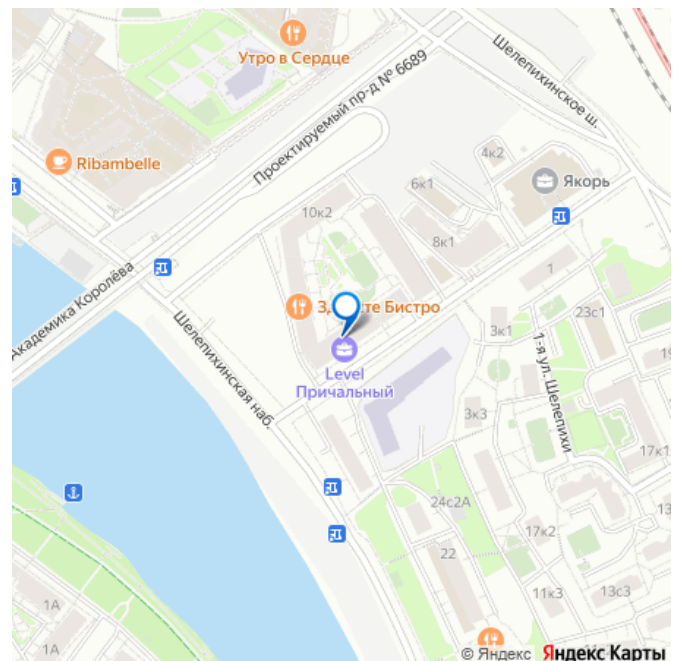 Утро в Сердце
Проектируемый пр-д № 6689
Шелепихинское ш.
Ribambelle
4к2
Якорь
6к1
10к2
8к1
Академика Королёва
1
те Бистро
23с1
Шелепихинская наб.
3к1
1-я ул. Шелепихи
19
Level
Причальный
3к3
17к1
24с2А
13
17к2
22
11к3
13с3
1А
1А
© Яндекс Яндекс Карты